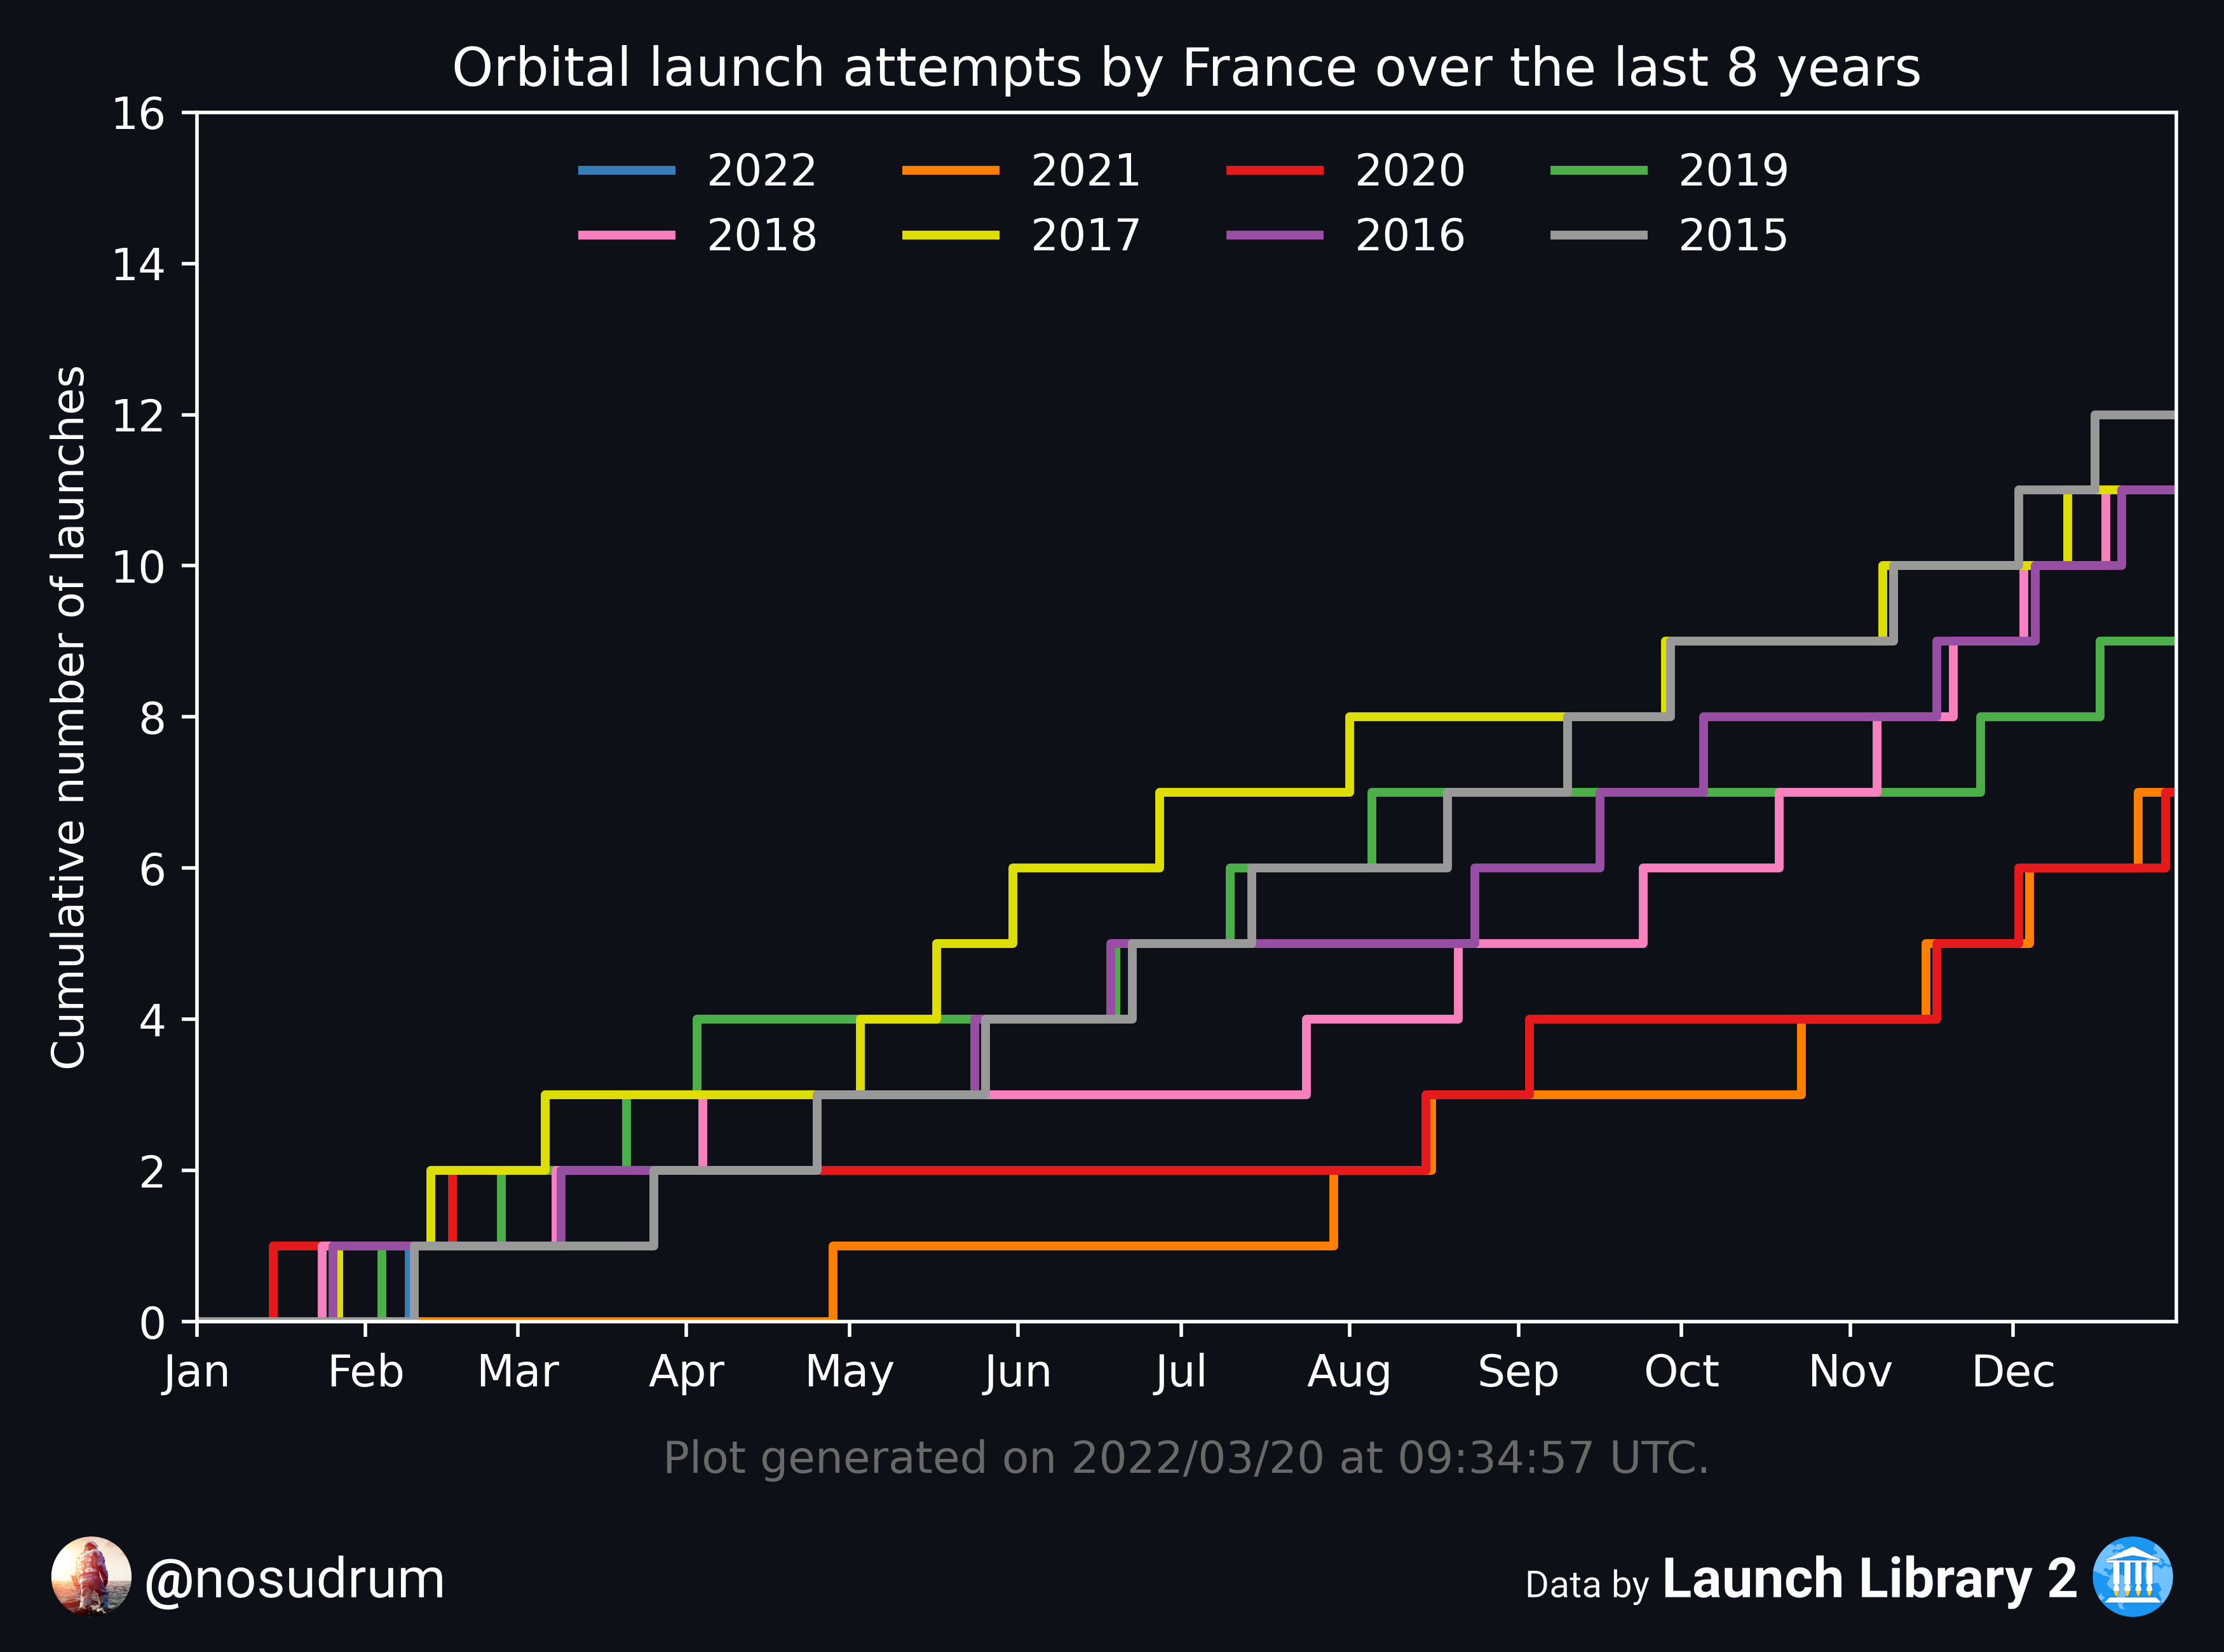 Orbital launch attempts by France over the last 8 years
16
14
12
10
8
6
4
2
0
Cumulative number of launches
2022 2021 2020 2019
2018 2017 2016 2015
Jan Feb Mar Apr May Jun Jul Aug Sep Oct Nov Dec
Plot generated on 2022/03/20 at 09:34:57 UTC.
@nosudrum
Data by Launch Library 2